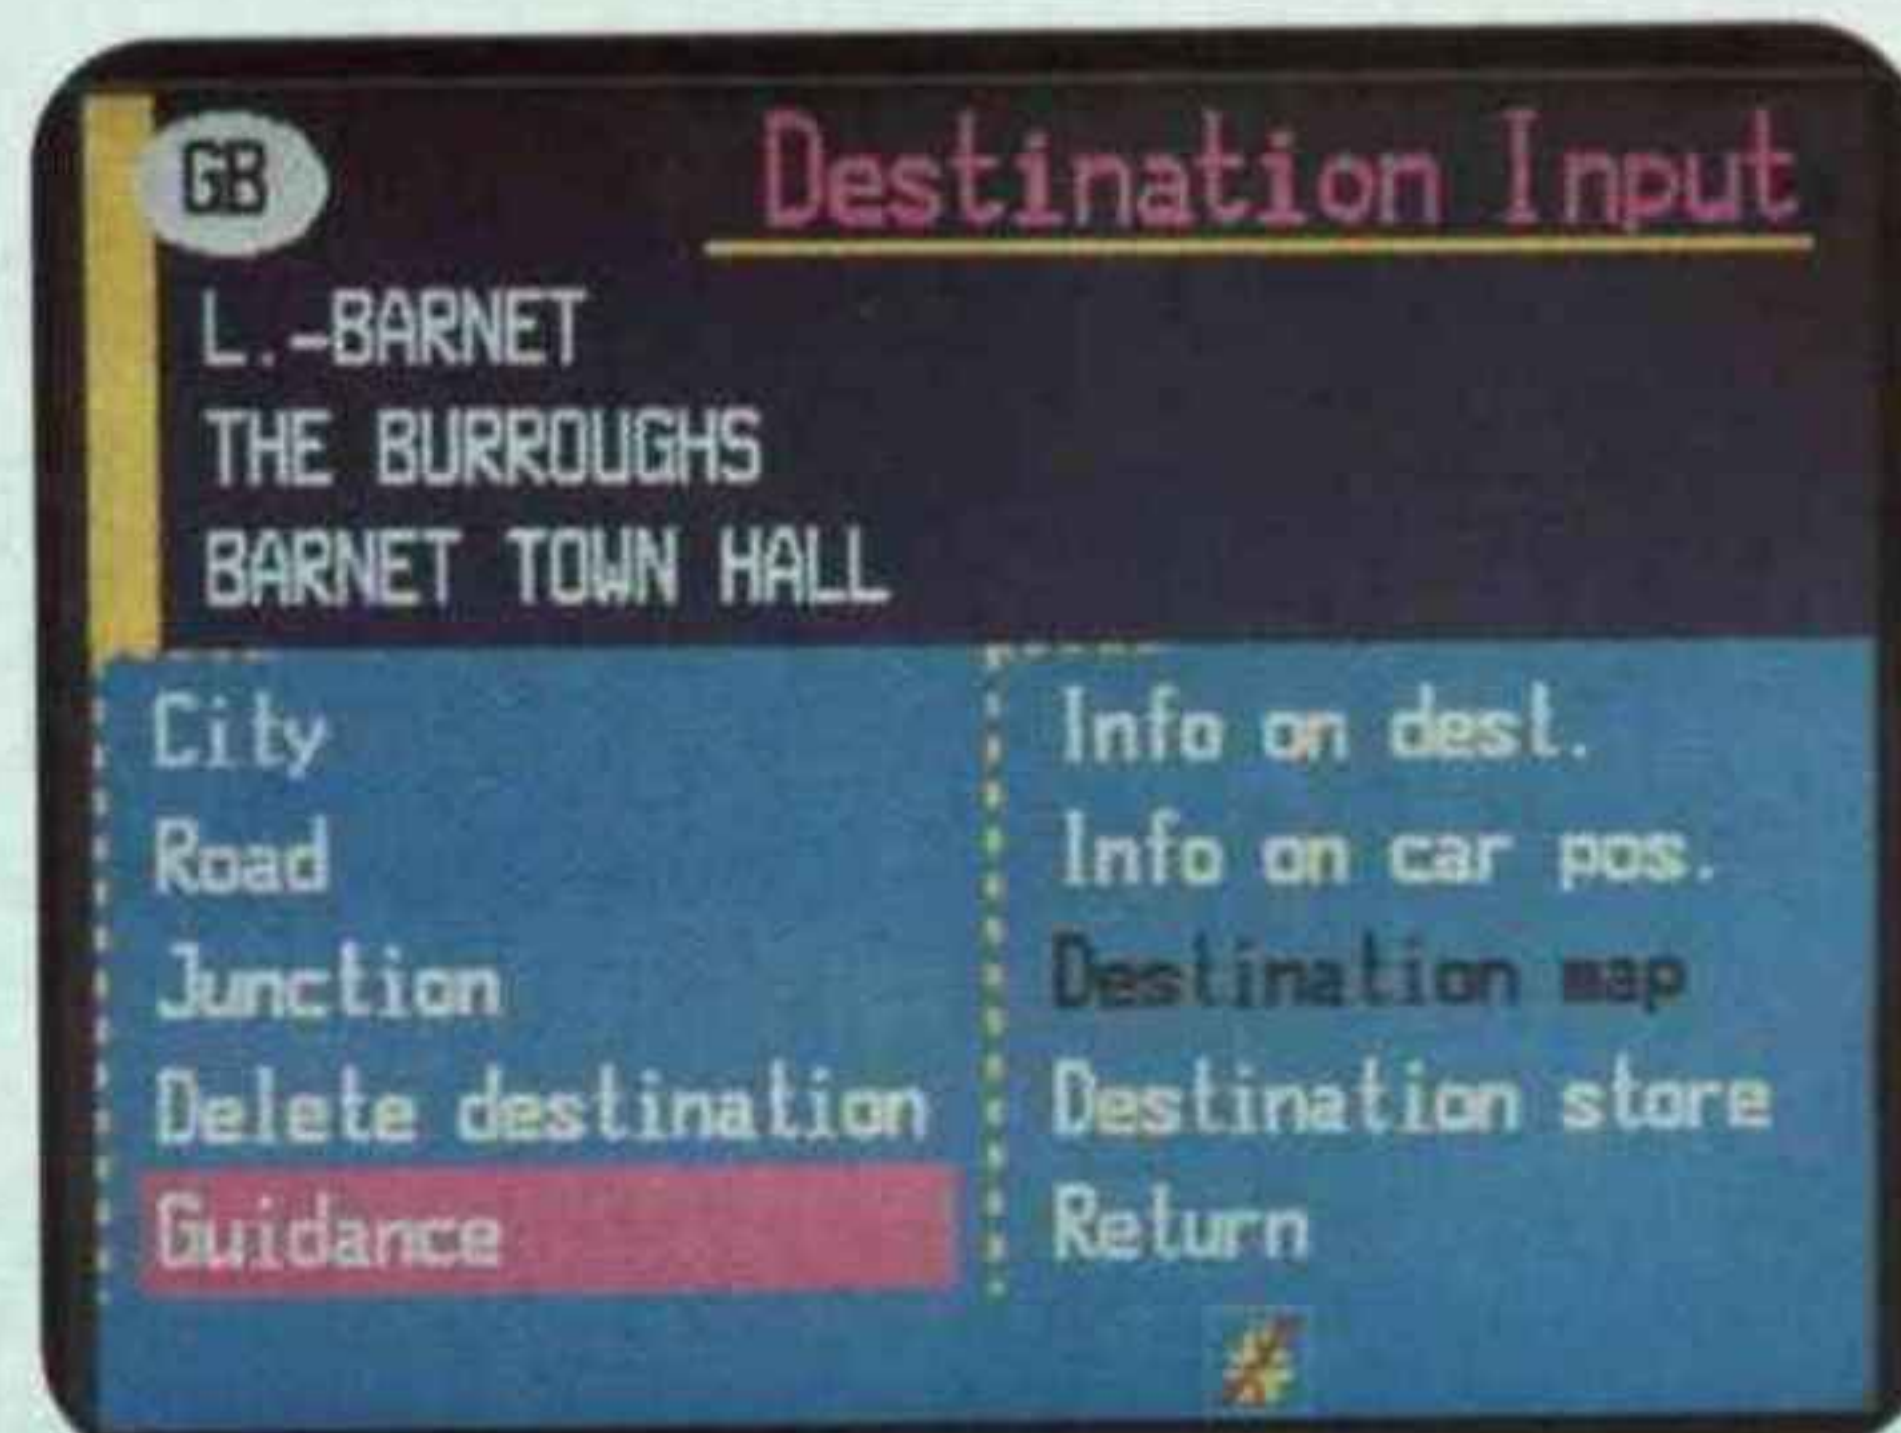 GB
Destination Input
L.-BARNET
THE BURROUGHS
BARNET TOWN HALL
City
Road
Junction
Delete destination
Guidance
Info on dest.
Info on car pos.
Destination map
Destination store
Return